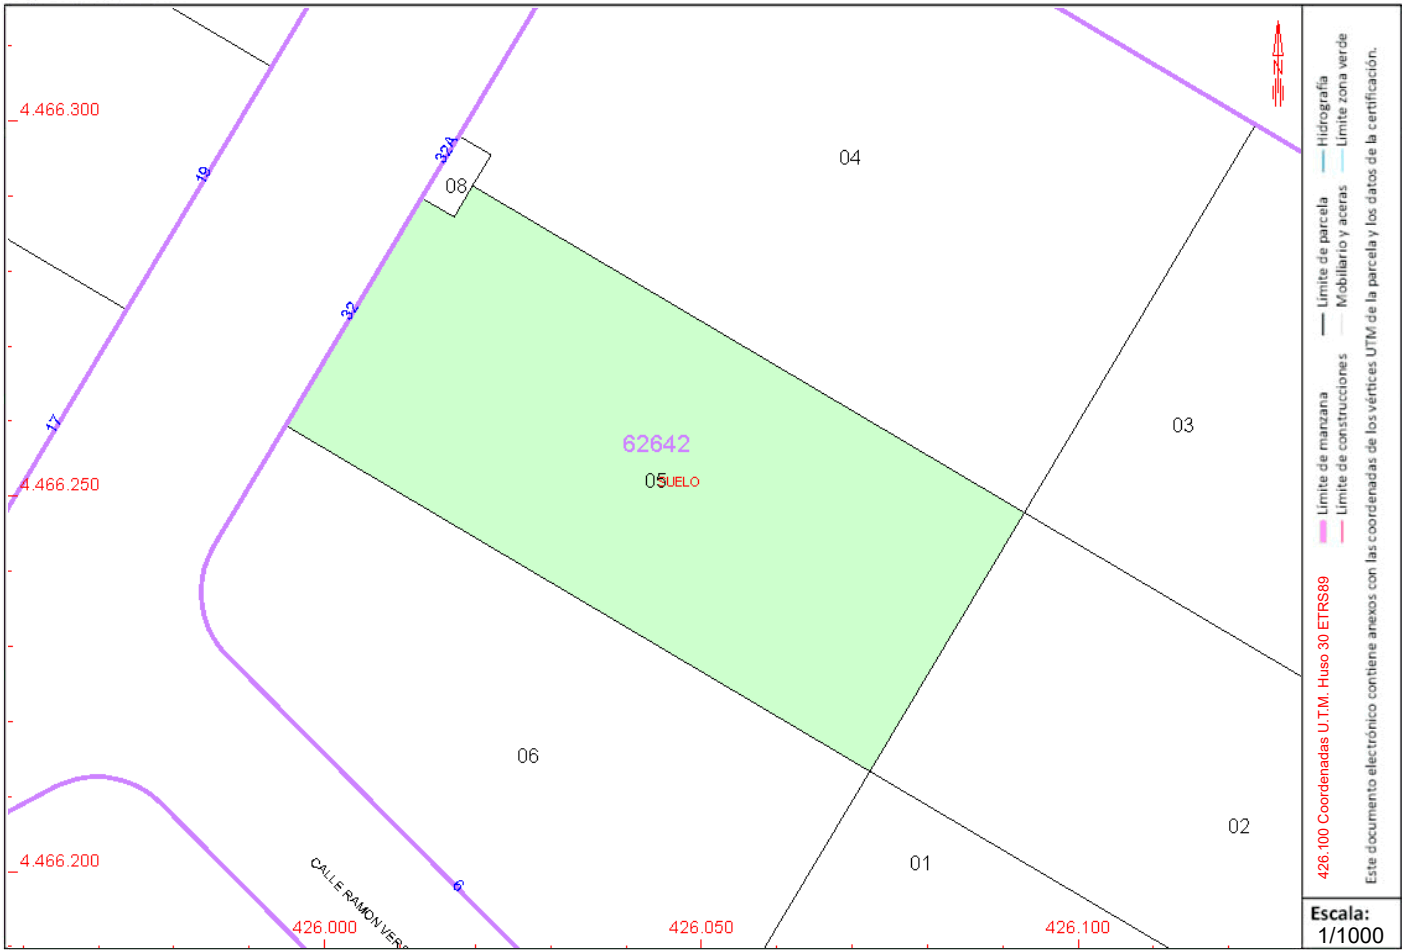 4.466.300
19
32A
08
04
32
17
4.466.250
62642
05
SUELO
03
06
02
01
4.466.200
6
CALLE RAMON
426.000
426.050
426.100
N
Hidrografía
Límite zona verde
Límite de parcela
Mobiliario y aceras
Límite de manzana
Límite de construcciones
426.100 Coordenadas U.T.M. Huso 30 ETRS89
Este documento electrónico contiene anexos con las coordenadas de los vértices UTM de la parcela y los datos de la certificación.
Escala:
1/1000